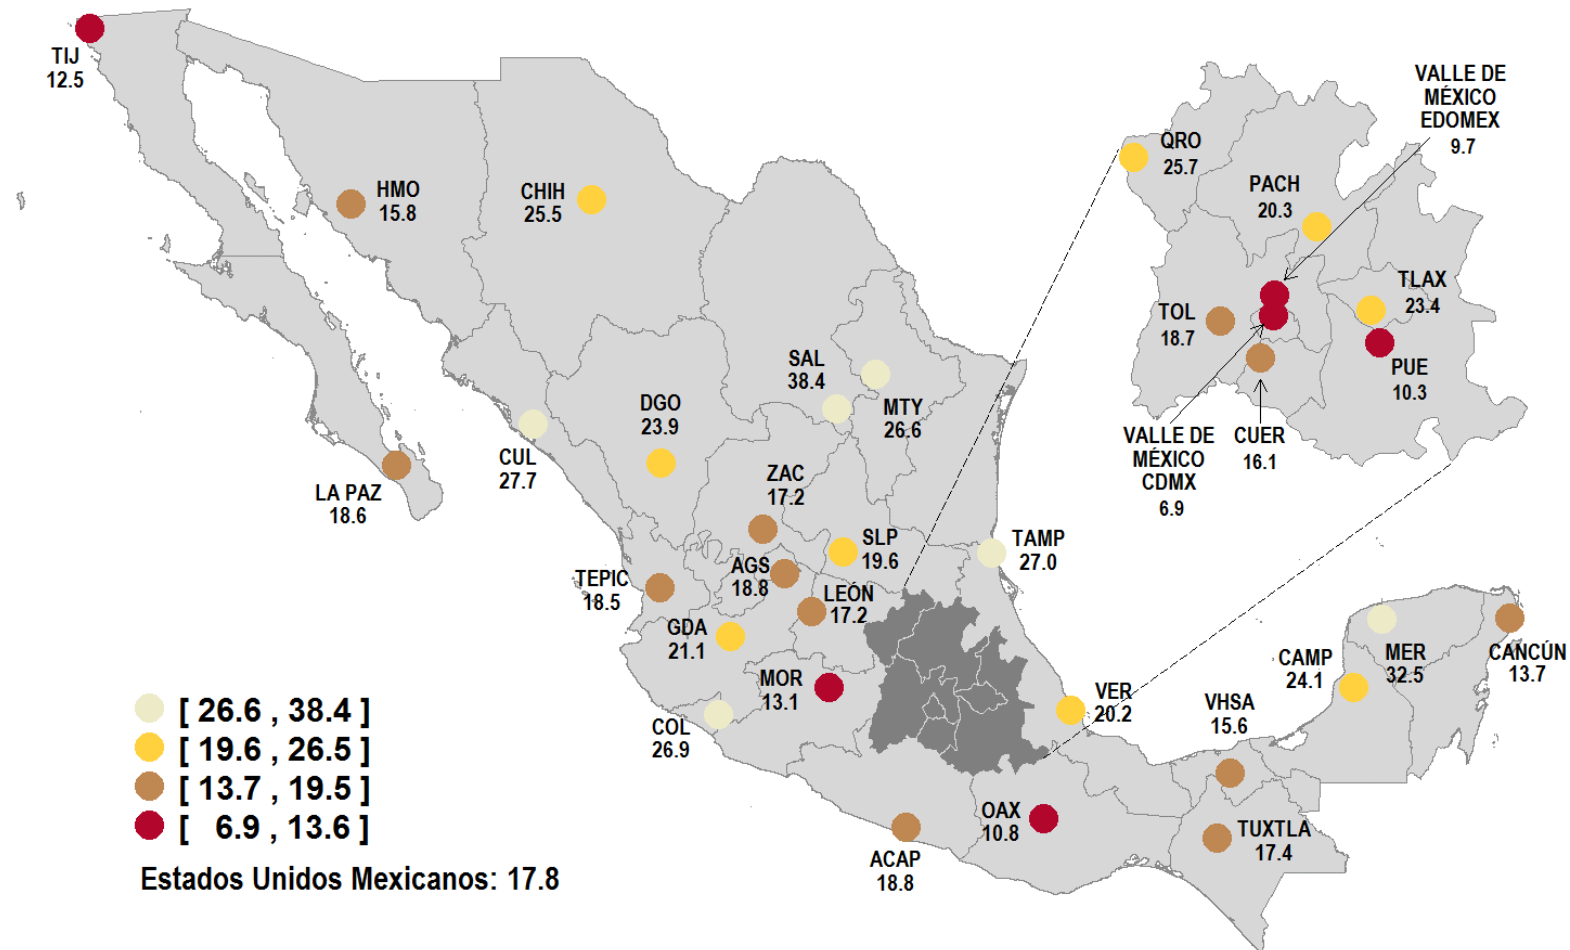 TIJ
12.5
HMO
15.8
CHIH
25.5
LA PAZ
18.6
CUL
27.7
DGO
23.9
SAL
38.4
MTY
26.6
ZAC
17.2
SLP
19.6
TAMP
27.0
TEPIC
18.5
AGS
18.8
LEÓN
17.2
GDA
21.1
MOR
13.1
COL
26.9
ACAP
18.8
OAX
10.8
VER
20.2
VHSA
15.6
TUXTLA
17.4
CAMP
24.1
MER
32.5
CANCÚN
13.7
VALLE DE
MÉXICO
EDOMEX
9.7
QRO
25.7
PACH
20.3
TLAX
23.4
TOL
18.7
PUE
10.3
VALLE DE
MÉXICO
CDMX
6.9
CUER
16.1
[ 26.6 , 38.4 ]
[ 19.6 , 26.5 ]
[ 13.7 , 19.5 ]
[ 6.9 , 13.6 ]
Estados Unidos Mexicanos: 17.8